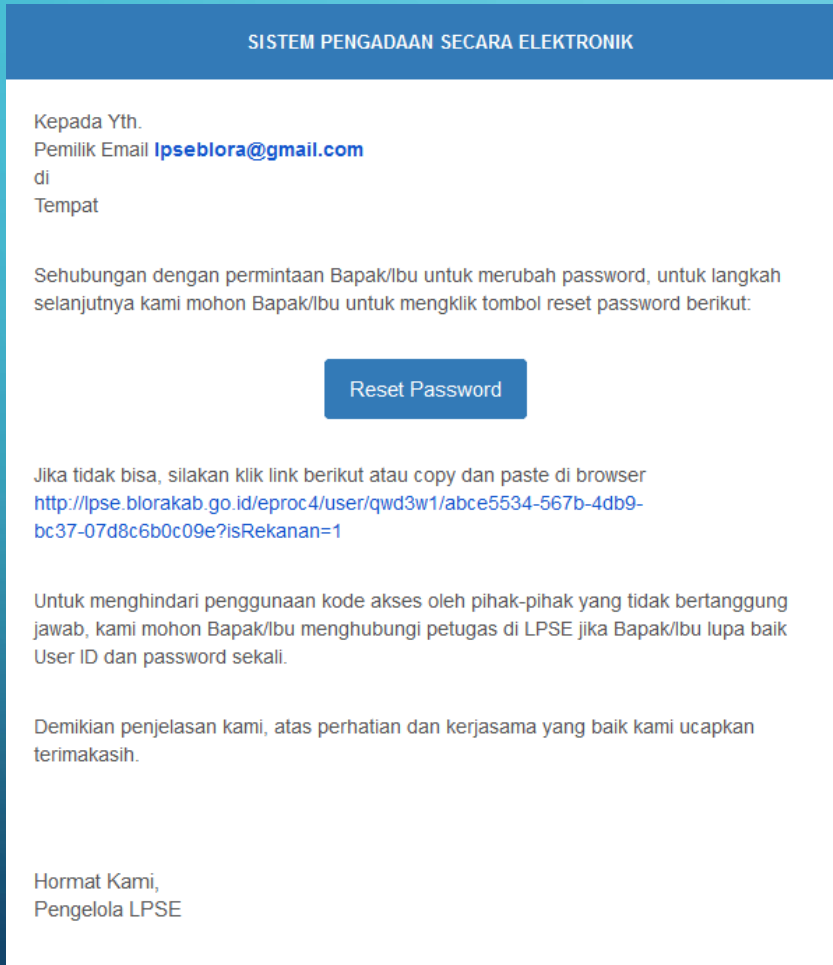 SISTEM PENGADAAN SECARA ELEKTRONIK
Kepada Yth.
Pemilik Email lpseblora@gmail.com
di
Tempat
Sehubungan dengan permintaan Bapak/Ibu untuk merubah password, untuk langkah
selanjutnya kami mohon Bapak/Ibu untuk mengklik tombol reset password berikut:
Reset Password
Jika tidak bisa, silakan klik link berikut atau copy dan paste di browser
http://lpse.blorakab.go.id/eproc4/user/qwd3w1/abce5534-567b-4db9-
bc37-07d8c6b0c09e?isRekanan=1
Untuk menghindari penggunaan kode akses oleh pihak-pihak yang tidak bertanggung
jawab, kami mohon Bapak/Ibu menghubungi petugas di LPSE jika Bapak/Ibu lupa baik
User ID dan password sekali.
Demikian penjelasan kami, atas perhatian dan kerjasama yang baik kami ucapkan
terimakasih.
Hormat Kami,
Pengelola LPSE